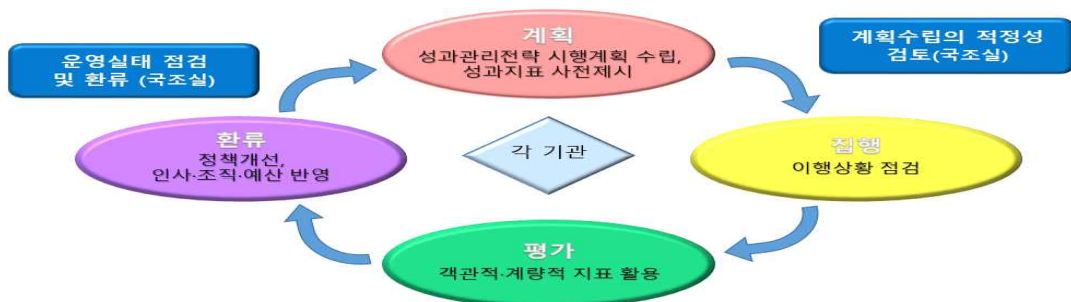 계획
성과관리전략 시행계획 수립,
성과지표 사전제시
운영실태 점검
및 환류 (국조실)
계획수립의 적정성
검토(국조실)
환류
정책개선,
인사·조직·예산 반영
각 기관
집행
이행상황 점검
평가
객관적·계량적 지표 활용